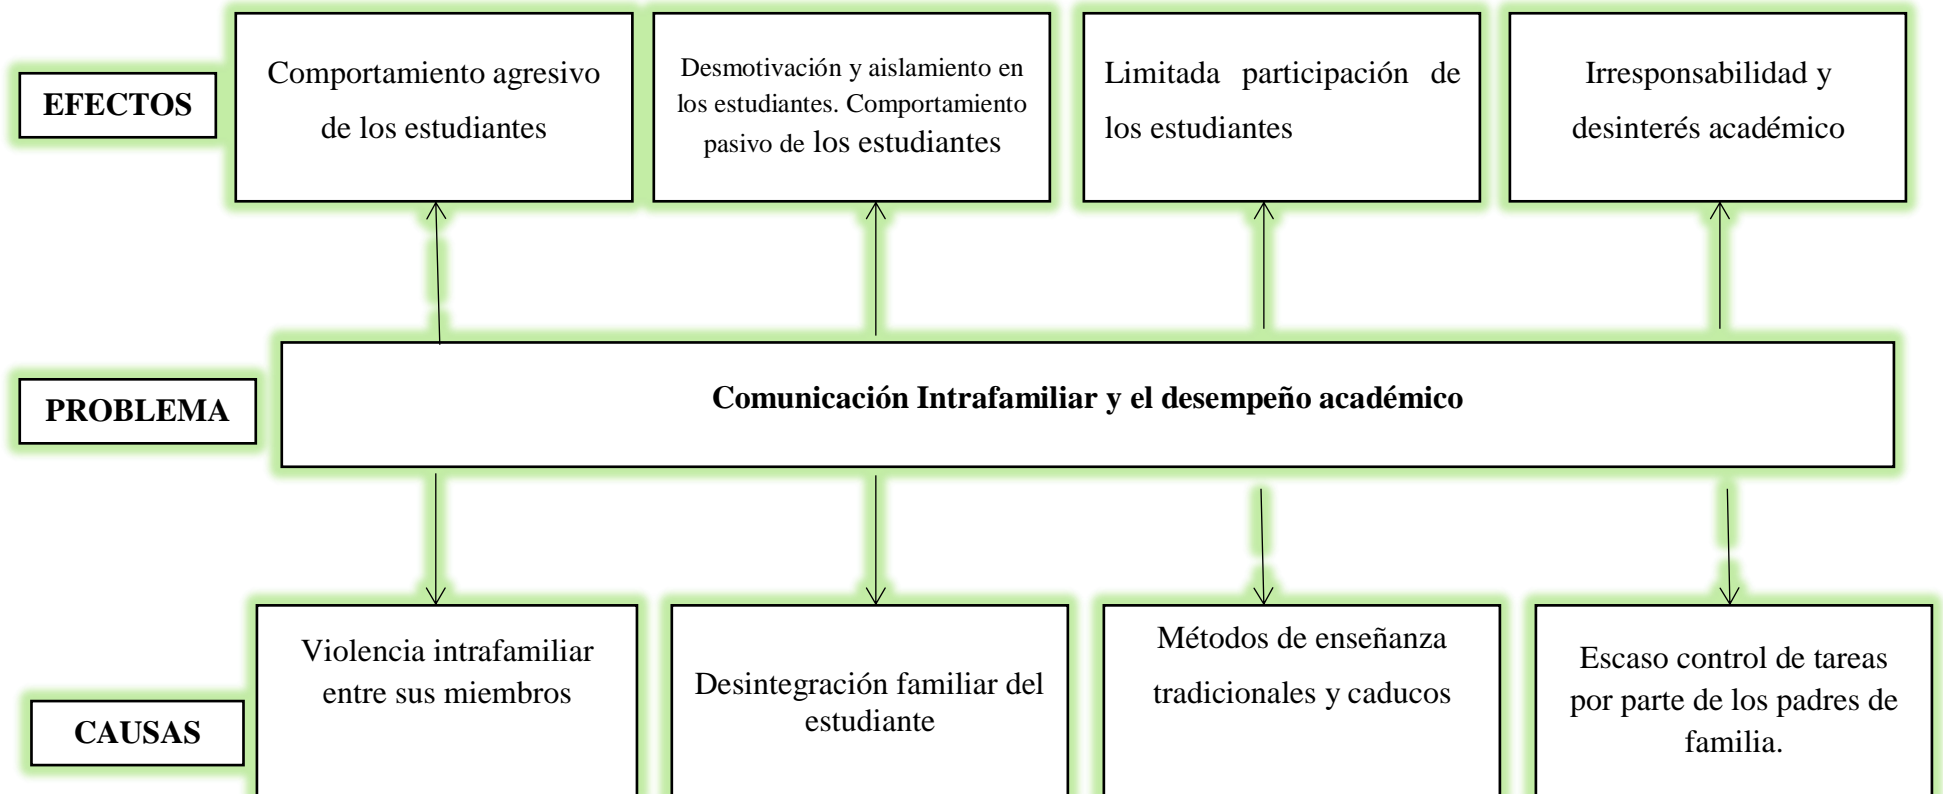 EFECTOS
Comportamiento agresivo
de los estudiantes
Desmotivación y aislamiento en
los estudiantes. Comportamiento
pasivo de los estudiantes
Limitada participación de
los estudiantes
Irresponsabilidad y
desinterés académico
PROBLEMA
Comunicación Intrafamiliar y el desempeño académico
CAUSAS
Violencia intrafamiliar
entre sus miembros
Desintegración familiar del
estudiante
Métodos de enseñanza
tradicionales y caducos
Escaso control de tareas
por parte de los padres de
familia.